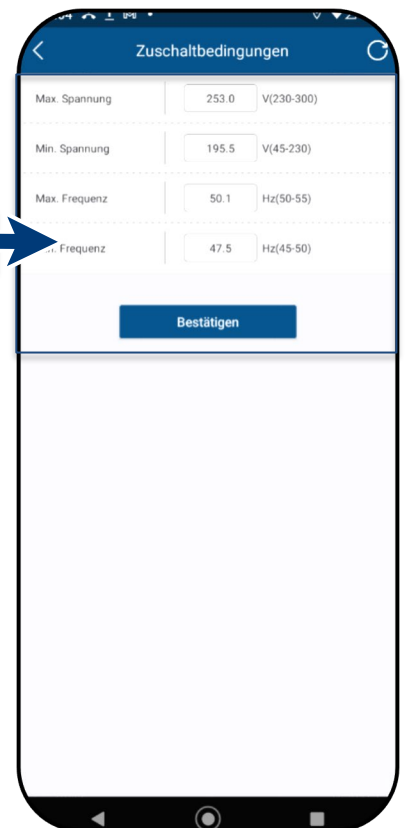 Zuschaltbedingungen
Max. Spannung 253.0 V(230-300)
Min. Spannung 195.5 V(45-230)
Max. Frequenz 50.1 Hz(50-55)
Frequenz 47.5 Hz(45-50)
Bestätigen